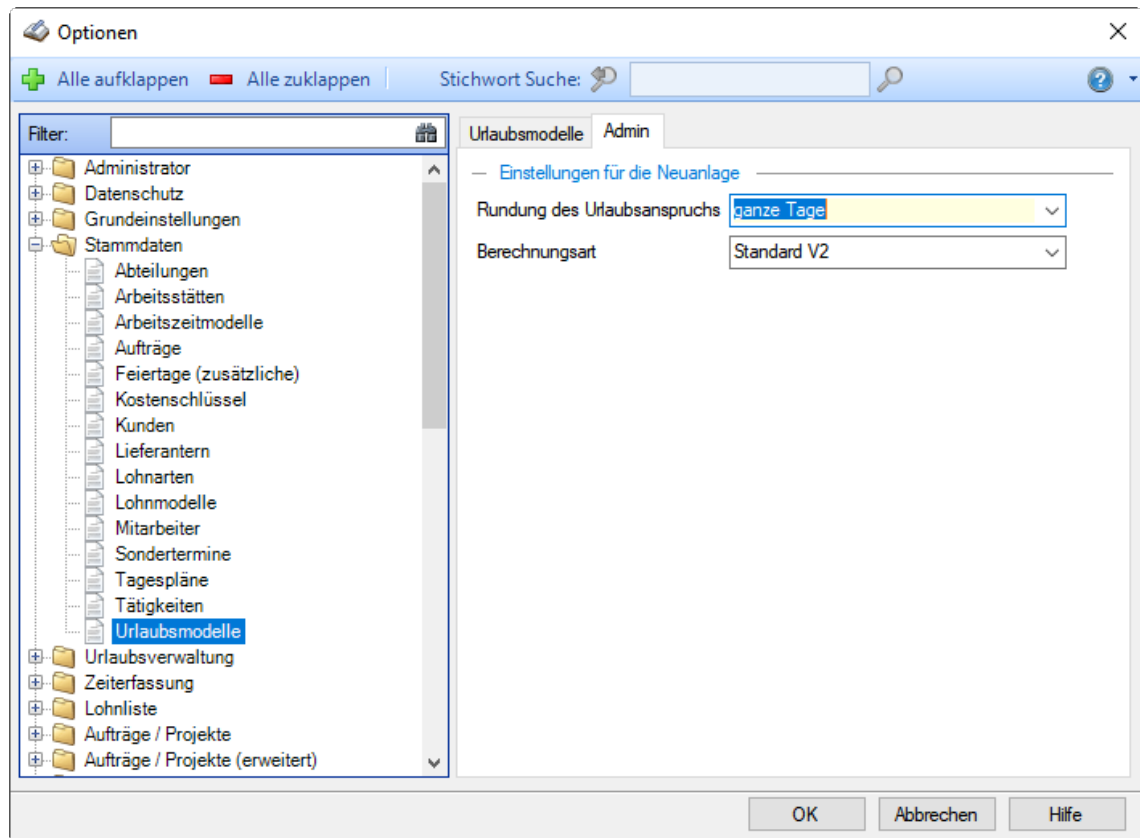 Optionen
Alle aufklappen Alle zuklappen Stichwort Suche:
Filter:
Administrator
Datenschutz
Grundeinstellungen
Stammdaten
Abteilungen
Arbeitsstätten
Arbeitszeitmodelle
Aufträge
Feiertage (zusätzliche)
Kostenschlüssel
Kunden
Lieferantern
Lohnarten
Lohnmodelle
Mitarbeiter
Sondertermine
Tagespläne
Tätigkeiten
Urlaubsmodelle
Urlaubsverwaltung
Zeiterfassung
Lohnliste
Aufträge / Projekte
Aufträge / Projekte (erweitert)
Urlaubsmodelle Admin
Einstellungen für die Neuanlage
Rundung des Urlaubsanspruchs ganze Tage
Berechnungsart Standard V2
OK Abbrechen Hilfe